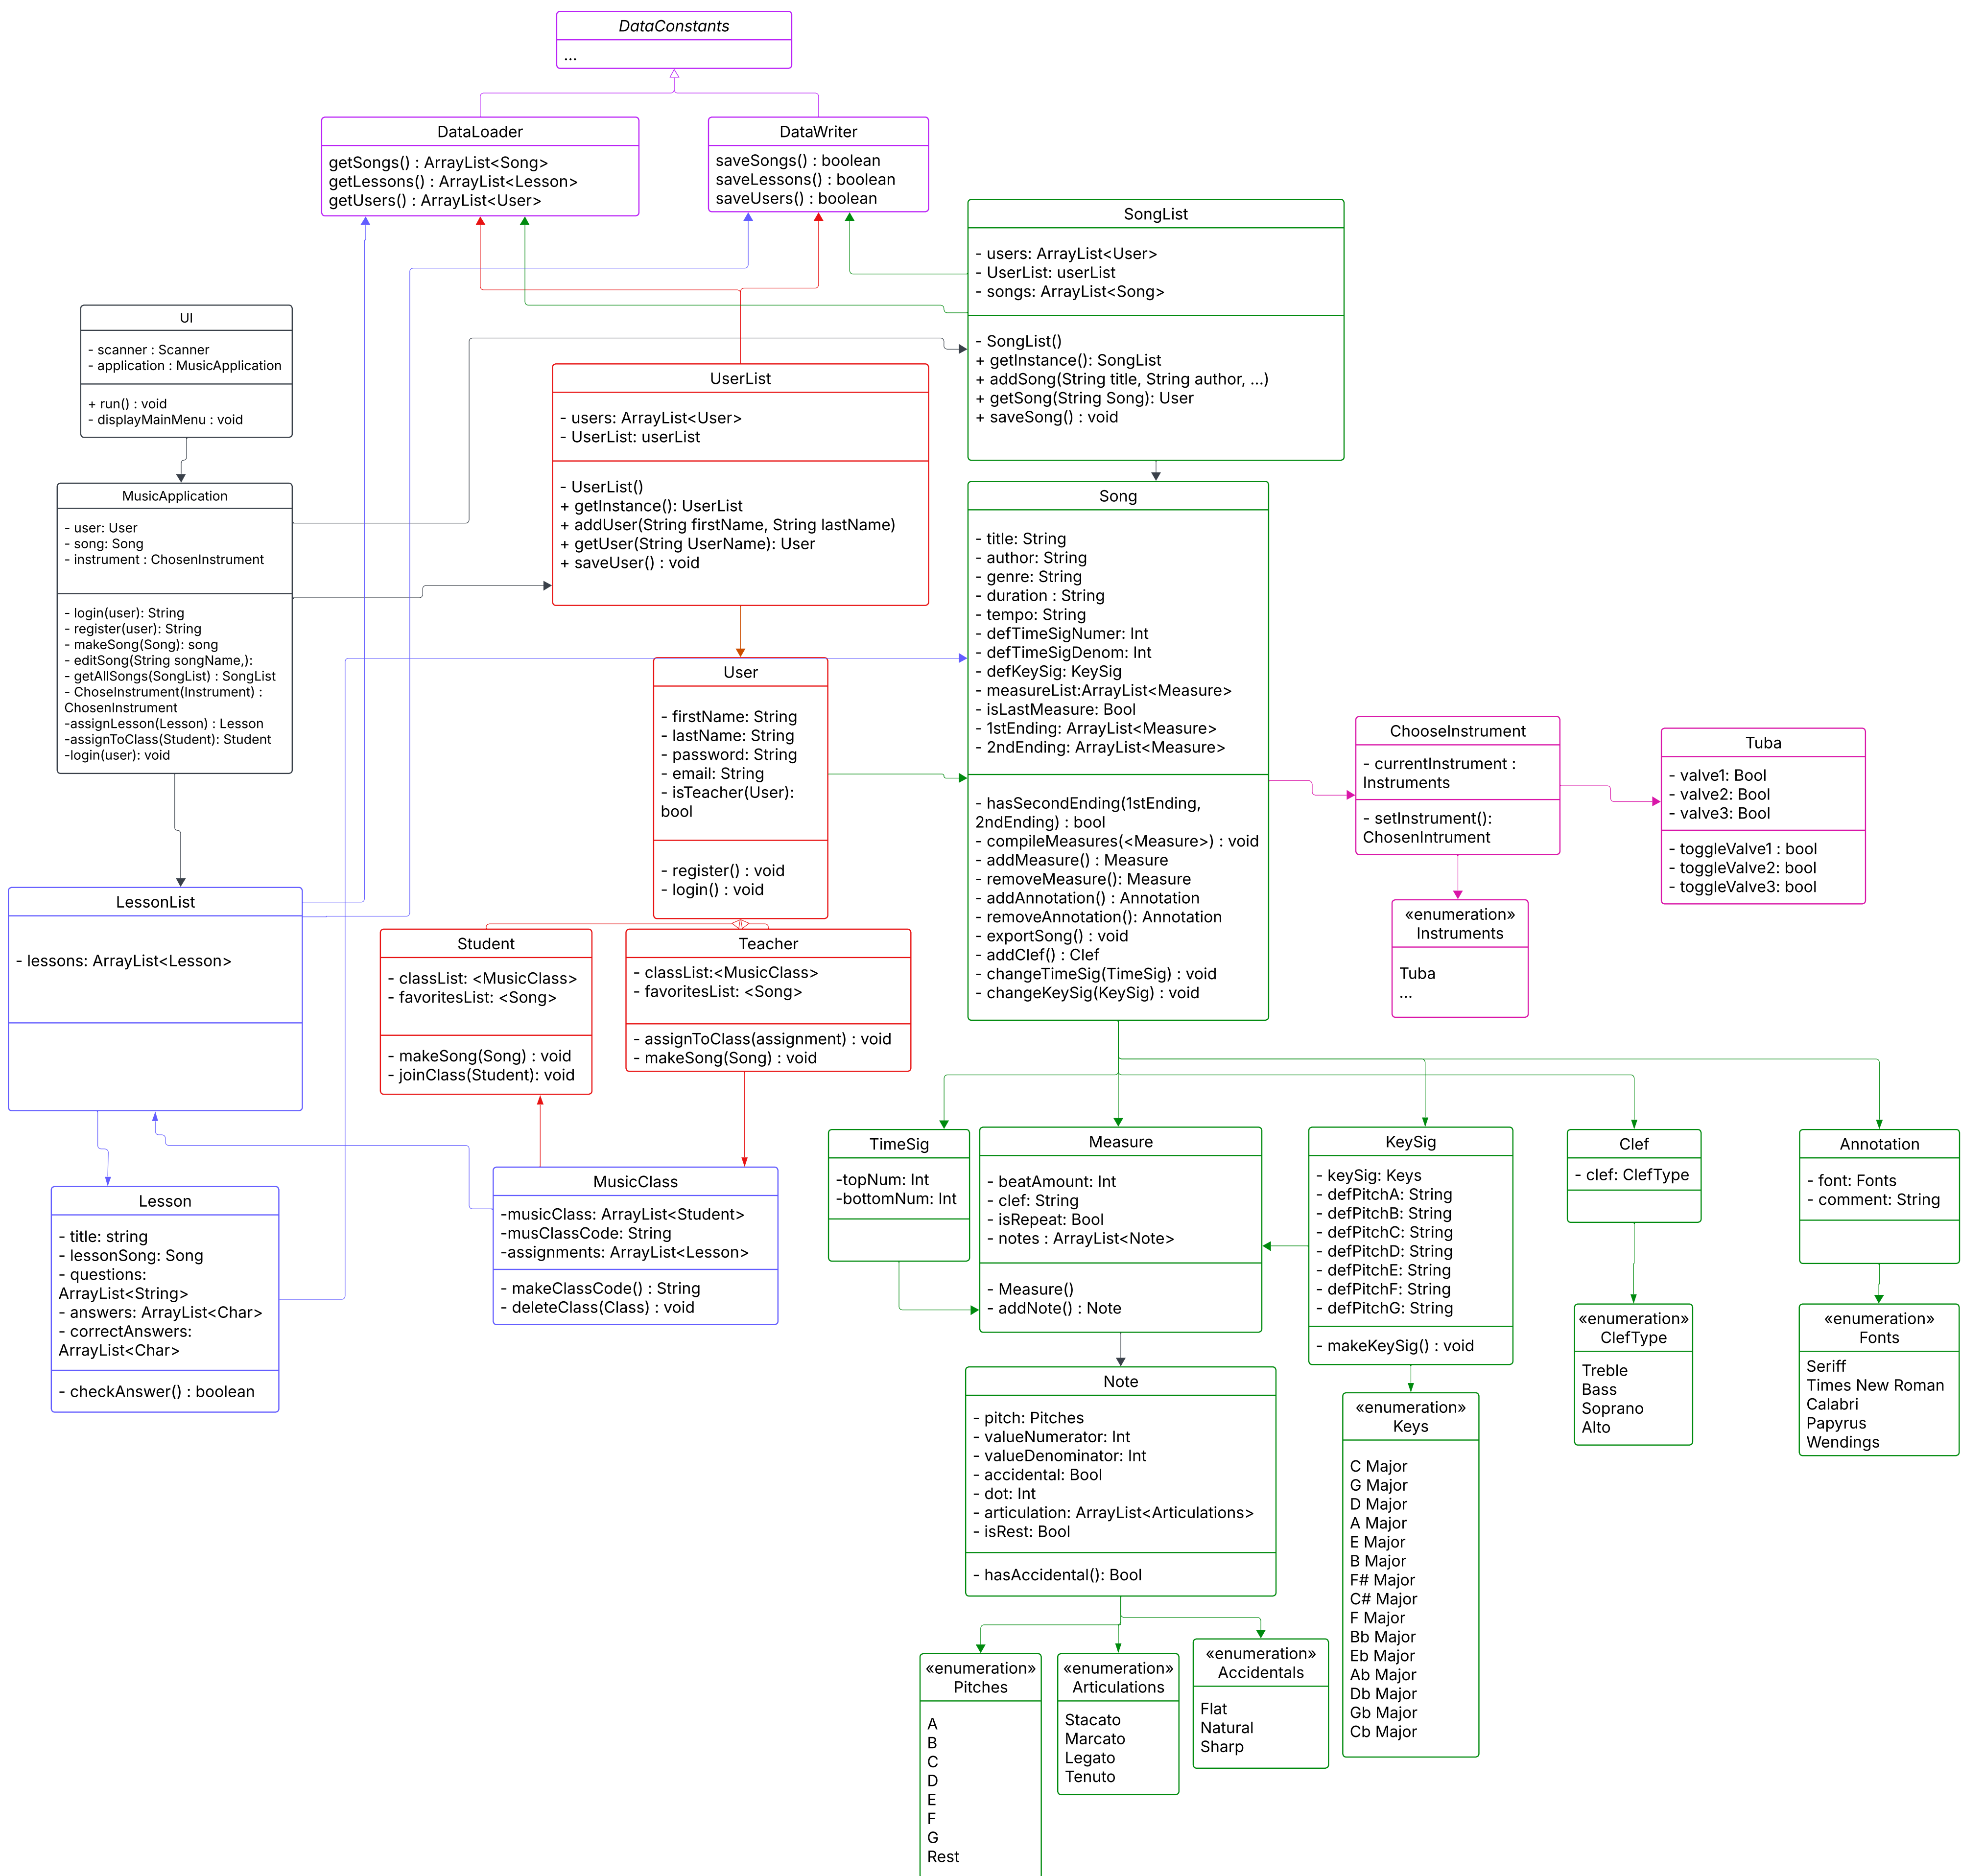 DataConstants
...
DataLoader
getSongs() : ArrayList<Song>
getLessons() : ArrayList<Lesson>
getUsers() : ArrayList<User>
DataWriter
saveSongs() : boolean
saveLessons() : boolean
saveUsers() : boolean
SongList
- users: ArrayList<User>
- UserList: userList
- songs: ArrayList<Song>
- SongList()
+ getInstance(): SongList
+ addSong(String title, String author, ...)
+ getSong(String Song): User
+ saveSong() : void
UI
- scanner : Scanner
- application : MusicApplication
+ run() : void
- displayMainMenu : void
UserList
- users: ArrayList<User>
- UserList: userList
- UserList()
+ getInstance(): UserList
+ addUser(String firstName, String lastName)
+ getUser(String UserName): User
+ saveUser() : void
MusicApplication
- user: User
- song: Song
- instrument : ChosenInstrument
- login(user): String
- register(user): String
- makeSong(Song): song
- editSong(String songName,):
- getAllSongs(SongList) : SongList
- ChoseInstrument(Instrument) :
ChosenInstrument
-assignLesson(Lesson) : Lesson
-assignToClass(Student): Student
-login(user): void
Song
- title: String
- author: String
- genre: String
- duration : String
- tempo: String
- defTimeSigNumer: Int
- defTimeSigDenom: Int
- defKeySig: KeySig
- measureList:ArrayList<Measure>
- isLastMeasure: Bool
- 1stEnding: ArrayList<Measure>
- 2ndEnding: ArrayList<Measure>
- hasSecondEnding(1stEnding,
2ndEnding) : bool
- compileMeasures(<Measure>) : void
- addMeasure() : Measure
- removeMeasure(): Measure
- addAnnotation() : Annotation
- removeAnnotation(): Annotation
- exportSong() : void
- addClef() : Clef
- changeTimeSig(TimeSig) : void
- changeKeySig(KeySig) : void
User
- firstName: String
- lastName: String
- password: String
- email: String
- isTeacher(User):
bool
- register() : void
- login() : void
ChooseInstrument
- currentInstrument :
Instruments
- setInstrument():
ChosenIntrument
Tuba
- valve1: Bool
- valve2: Bool
- valve3: Bool
- toggleValve1 : bool
- toggleValve2: bool
- toggleValve3: bool
«enumeration»
Instruments
Tuba
...
LessonList
- lessons: ArrayList<Lesson>
Student
- classList: <MusicClass>
- favoritesList: <Song>
- makeSong(Song) : void
- joinClass(Student): void
Teacher
- classList:<MusicClass>
- favoritesList: <Song>
- assignToClass(assignment) : void
- makeSong(Song) : void
Lesson
- title: string
- lessonSong: Song
- questions:
ArrayList<String>
- answers: ArrayList<Char>
- correctAnswers:
ArrayList<Char>
- checkAnswer() : boolean
MusicClass
-musicClass: ArrayList<Student>
-musClassCode: String
-assignments: ArrayList<Lesson>
- makeClassCode() : String
- deleteClass(Class) : void
TimeSig
-topNum: Int
-bottomNum: Int
Measure
- beatAmount: Int
- clef: String
- isRepeat: Bool
- notes : ArrayList<Note>
- Measure()
- addNote() : Note
KeySig
- keySig: Keys
- defPitchA: String
- defPitchB: String
- defPitchC: String
- defPitchD: String
- defPitchE: String
- defPitchF: String
- defPitchG: String
- makeKeySig() : void
Clef
- clef: ClefType
Annotation
- font: Fonts
- comment: String
«enumeration»
ClefType
Treble
Bass
Soprano
Alto
«enumeration»
Fonts
Seriff
Times New Roman
Calabri
Papyrus
Wendings
Note
- pitch: Pitches
- valueNumerator: Int
- valueDenominator: Int
- accidental: Bool
- dot: Int
- articulation: ArrayList<Articulations>
- isRest: Bool
- hasAccidental(): Bool
«enumeration»
Keys
C Major
G Major
D Major
A Major
E Major
B Major
F# Major
C# Major
F Major
Bb Major
Eb Major
Ab Major
Db Major
Gb Major
Cb Major
«enumeration»
Pitches
A
B
C
D
E
F
G
Rest
«enumeration»
Articulations
Stacato
Marcato
Legato
Tenuto
«enumeration»
Accidentals
Flat
Natural
Sharp